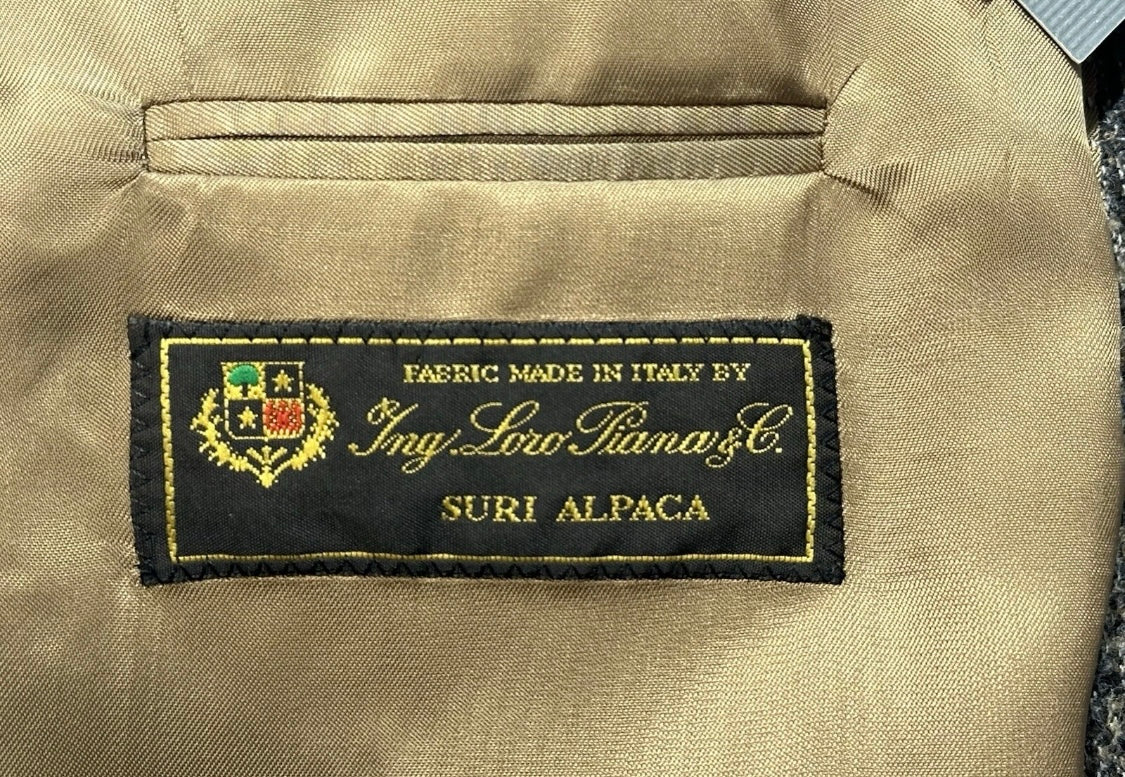 FABRIC MADE IN ITALY BY
Ing. Loro Piana & C.
SURI ALPACA